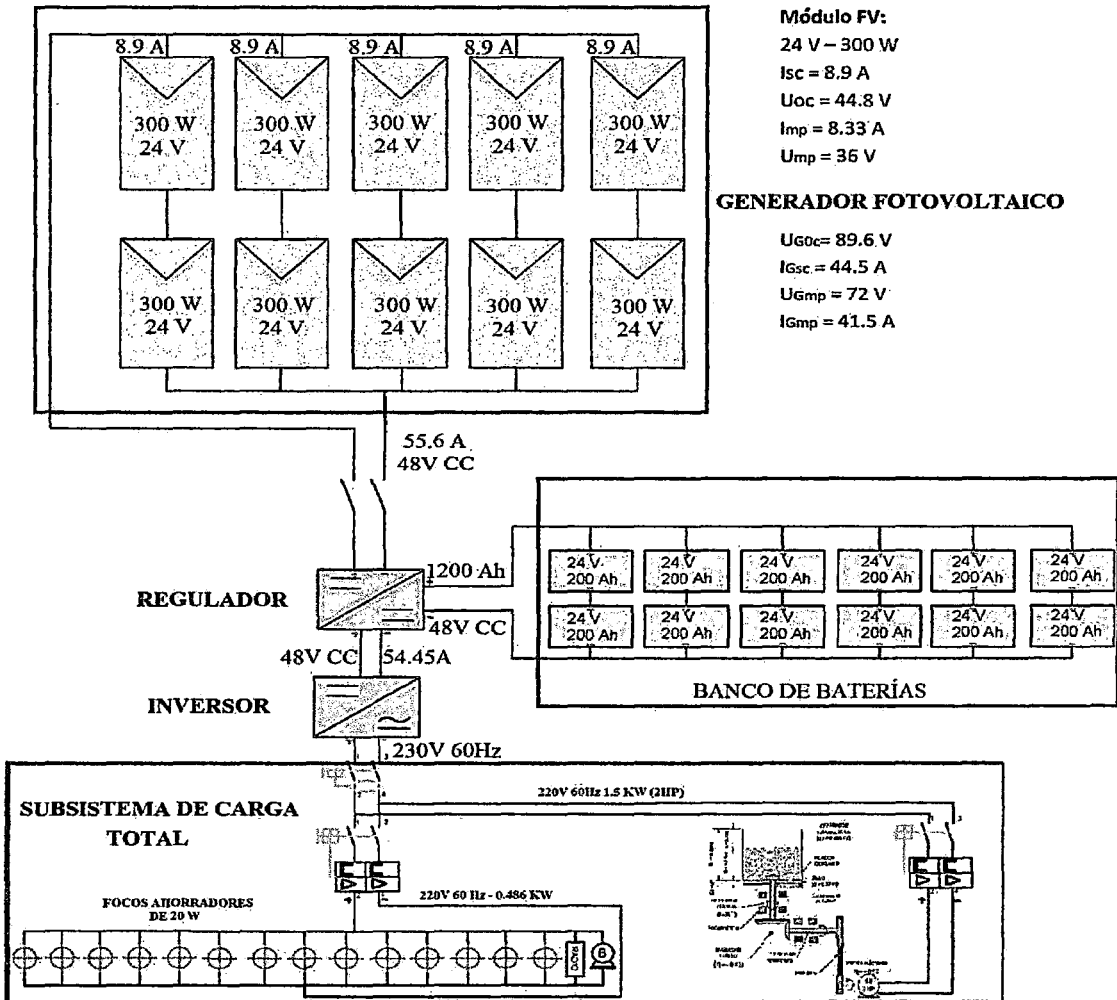 Módulo FV:
24 V – 300 W
Isc = 8.9 A
Uoc = 44.8 V
Imp = 8.33 A
Ump = 36 V
8.9 A 8.9 A 8.9 A 8.9 A
300 W 300 W 300 W 300 W 300 W
24 V 24 V 24 V 24 V 24 V
GENERADOR FOTOVOLTAICO
UG0c= 89.6 V
IGsc = 44.5 A
UGmp = 72 V
IGmp = 41.5 A
300 W 300 W 300 W 300 W 300 W
24 V 24 V 24 V 24 V 24 V
55.6 A
48V CC
24 V 24 V 24 V 24 V 24 V 24 V
200 Ah 200 Ah 200 Ah 200 Ah 200 Ah 200 Ah
24 V 24 V 24 V 24 V 24 V 24 V
200 Ah 200 Ah 200 Ah 200 Ah 200 Ah 200 Ah
BANCO DE BATERÍAS
1200 Ah
REGULADOR
48V CC
48V CC 54.45A
INVERSOR
230V 60Hz
SUBSISTEMA DE CARGA
TOTAL
220V 60Hz 1.5 KW (2HP)
FOCOS AHORRADORES
DE 20 W
220V 60 Hz - 0.486 KW
RADIO
B